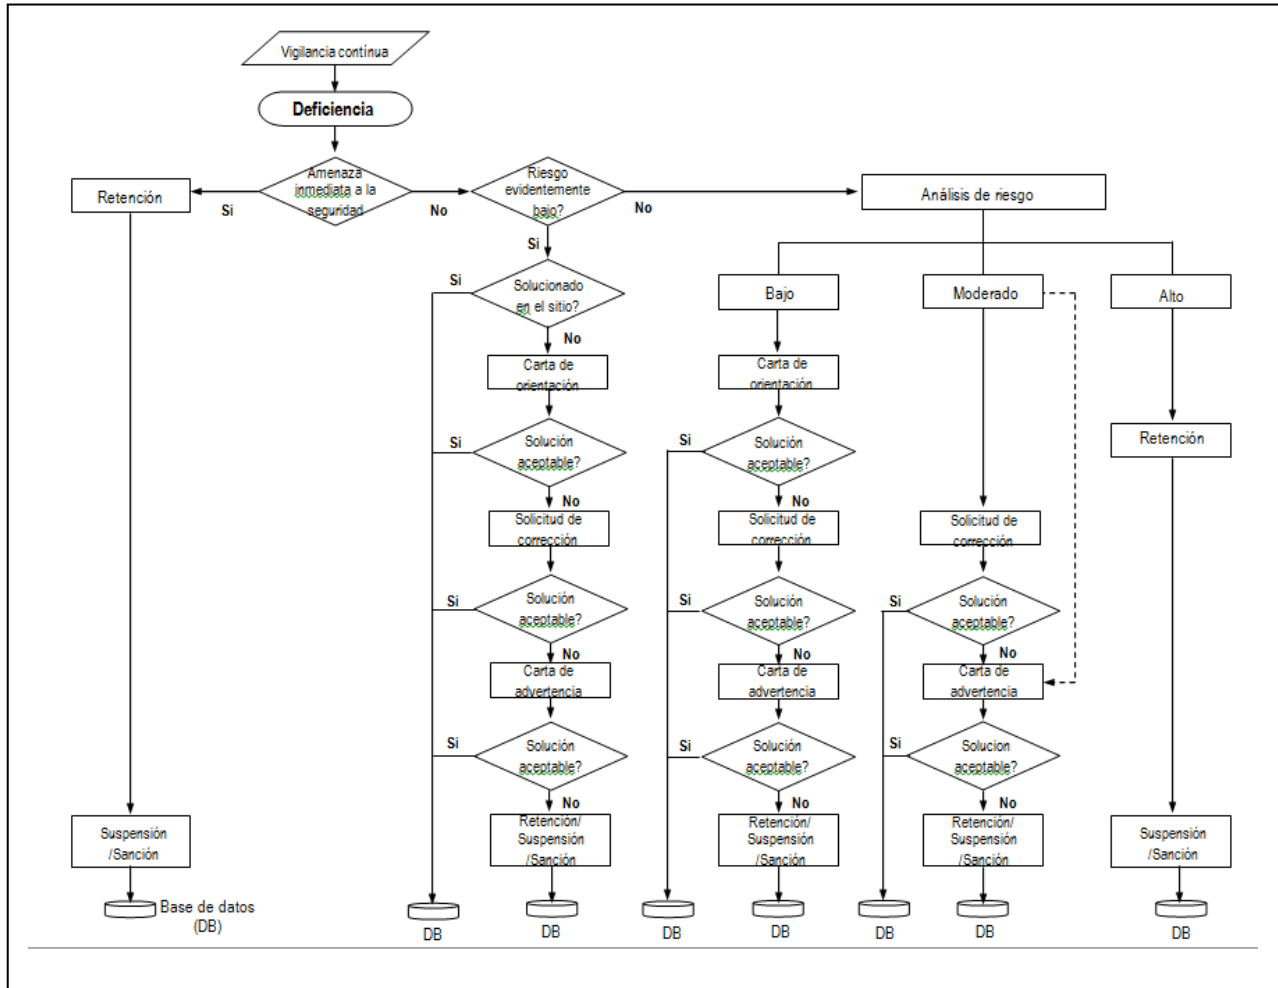 Vigilancia contínua
Deficiencia
Amenaza
inmediata a la
seguridad
Si
No
Retención
Riesgo
evidentemente
bajo?
No
Si
Análisis de riesgo
Solucionado
en el sitio?
Si
No
Bajo
Moderado
Alto
Carta de
orientación
Carta de
orientación
Solución
aceptable?
Si
No
Solución
aceptable?
Si
No
Retención
Solicitud de
corrección
Solicitud de
corrección
Solicitud de
corrección
Solución
aceptable?
Si
No
Solución
aceptable?
Si
No
Solución
aceptable?
Si
No
Carta de
advertencia
Carta de
advertencia
Carta de
advertencia
Solución
aceptable?
Si
No
Solución
aceptable?
Si
No
Solucion
aceptable?
Si
No
Suspensión
/Sanción
Retención/
Suspensión
/Sanción
Retención/
Suspensión
/Sanción
Retención/
Suspensión
/Sanción
Suspensión
/Sanción
Base de datos
(DB)
DB
DB
DB
DB
DB
DB
DB